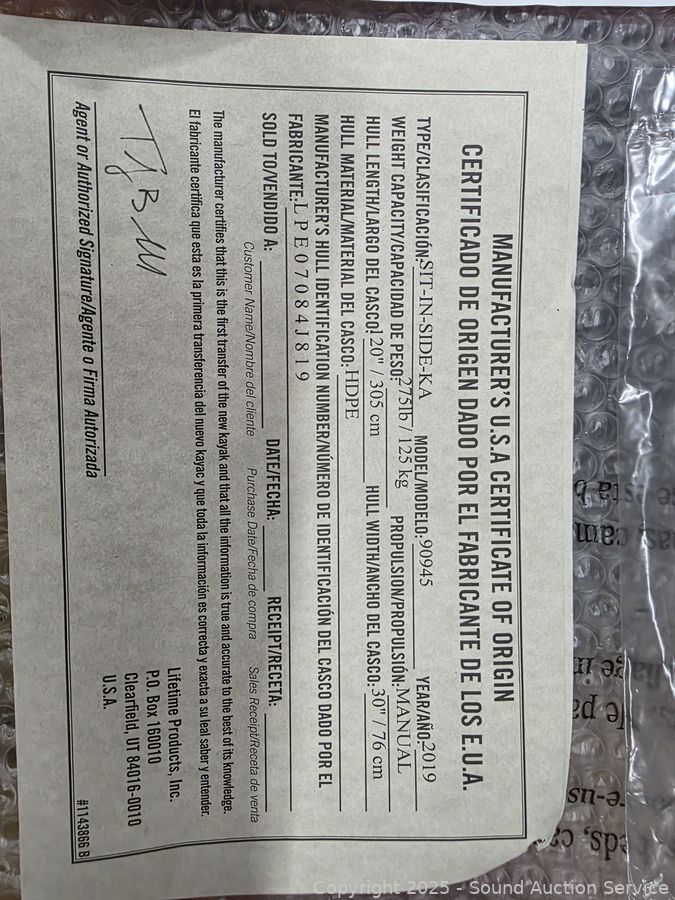 MANUFACTURER'S U.S.A CERTIFICATE OF ORIGIN
CERTIFICADO DE ORIGEN DADO POR EL FABRICANTE DE LOS E.U.A.
TYPE/CLASIFICACIÓN: SIT-IN-SIDE-KA MODEL/MODELO: 90945 YEAR/AÑO: 2019
WEIGHT CAPACITY/CAPACIDAD DE PESO: 275lb / 125 kg PROPULSION/PROPULSIÓN: MANUAL
HULL LENGTH/LARGO DEL CASCO: 120" / 305 cm HULL WIDTH/ANCHO DEL CASCO: 30" / 76 cm
HULL MATERIAL/MATERIAL DEL CASCO: HDPE
MANUFACTURER'S HULL IDENTIFICATION NUMBER/NÚMERO DE IDENTIFICACIÓN DEL CASCO DADO POR EL
FABRICANTE: LPE07084J819
SOLD TO/VENDIDO A: DATE/FECHA: RECEIPT/RECETA:
Customer Name/Nombre del cliente Purchase Date/Fecha de compra Sales Receipt/Receta de venta
The manufacturer certifies that this is the first transfer of the new kayak and that all the information is true and accurate to the best of its knowledge.
El fabricante certifica que esta es la primera transferencia del nuevo kayac y que toda la información es correcta y exacta a su leal saber y entender.
Agent or Authorized Signature/Agente o Firma Autorizada
Lifetime Products, Inc.
P.O. Box 160010
Clearfield, UT 84016-0010
U.S.A.
#1143866 B
Copyright 2025 - Sound Auction Service